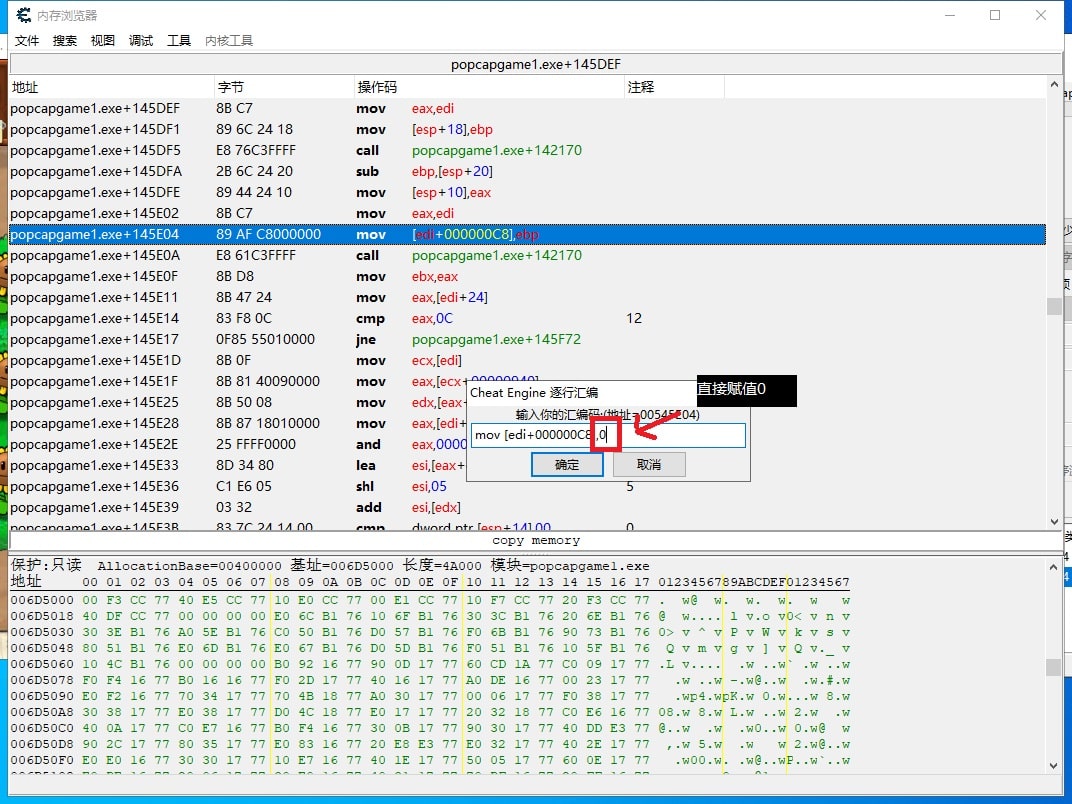 内存浏览器
文件 搜索 视图 调试 工具 内核工具
popcapgame1.exe+145DEF
地址 字节 操作码 注释
popcapgame1.exe+145DEF 8B C7 mov eax,edi
popcapgame1.exe+145DF1 89 6C 24 18 mov [esp+18],ebp
popcapgame1.exe+145DF5 E8 76C3FFFF call popcapgame1.exe+142170
popcapgame1.exe+145DFA 2B 6C 24 20 sub ebp,[esp+20]
popcapgame1.exe+145DFE 89 44 24 10 mov [esp+10],eax
popcapgame1.exe+145E02 8B C7 mov eax,edi
popcapgame1.exe+145E04 89 AF C8000000 mov [edi+000000C8],ebp
popcapgame1.exe+145E0A E8 61C3FFFF call popcapgame1.exe+142170
popcapgame1.exe+145E0F 8B D8 mov ebx,eax
popcapgame1.exe+145E11 8B 47 24 mov eax,[edi+24]
popcapgame1.exe+145E14 83 F8 0C cmp eax,0C 12
popcapgame1.exe+145E17 0F85 55010000 jne popcapgame1.exe+145F72
popcapgame1.exe+145E1D 8B 0F mov ecx,[edi]
popcapgame1.exe+145E1F 8B 81 40090000 mov eax,[ecx+00000940]
popcapgame1.exe+145E25 8B 50 08 mov edx,[eax+
popcapgame1.exe+145E28 8B 87 18010000 mov eax,[edi+
popcapgame1.exe+145E2E 25 FFFF0000 and eax,0000
popcapgame1.exe+145E33 8D 34 80 lea esi,[eax+
popcapgame1.exe+145E36 C1 E6 05 shl esi,05 5
popcapgame1.exe+145E39 03 32 add esi,[edx]
popcapgame1.exe+145E3B 83 7C 24 14 00 cmp dword ptr [esp+14],00 0
Cheat Engine 逐行汇编
直接赋值0
输入你的汇编码:(地址=00545E04)
mov [edi+000000C8],0
确定 取消
copy memory
保护:只读 AllocationBase=00400000 基址=006D5000 长度=4A000 模块=popcapgame1.exe
地址 00 01 02 03 04 05 06 07 08 09 0A 0B 0C 0D 0E 0F 10 11 12 13 14 15 16 17 0123456789ABCDEF01234567
006D5000 00 F3 CC 77 40 E5 CC 77 10 E0 CC 77 00 E1 CC 77 10 F7 CC 77 20 F3 CC 77
006D5018 40 DF CC 77 00 00 00 00 E0 6C B1 76 10 6F B1 76 30 3C B1 76 20 6E B1 76
006D5030 30 3E B1 76 A0 5E B1 76 C0 50 B1 76 D0 57 B1 76 F0 6B B1 76 90 73 B1 76
006D5048 80 51 B1 76 E0 6D B1 76 E0 67 B1 76 D0 5D B1 76 F0 51 B1 76 10 5F B1 76
006D5060 10 4C B1 76 00 00 00 00 B0 92 16 77 90 0D 17 77 60 CD 1A 77 C0 09 17 77
006D5078 F0 F4 16 77 B0 16 16 77 F0 2D 17 77 40 16 17 77 A0 DE 16 77 00 23 17 77
006D5090 E0 F2 16 77 70 34 17 77 70 4B 18 77 A0 30 17 77 00 06 17 77 F0 38 17 77
006D50A8 30 38 17 77 E0 38 17 77 D0 4C 18 77 E0 17 17 77 20 32 18 77 C0 E6 16 77
006D50C0 40 0A 17 77 C0 E7 16 77 B0 F4 16 77 30 0B 17 77 90 30 17 77 40 DD E3 77
006D50D8 90 2C 17 77 80 35 17 77 E0 83 16 77 20 E8 E3 77 E0 32 17 77 40 2E 17 77
006D50F0 E0 E0 16 77 30 30 17 77 10 E7 16 77 40 1E 17 77 50 05 17 77 60 0E 17 77